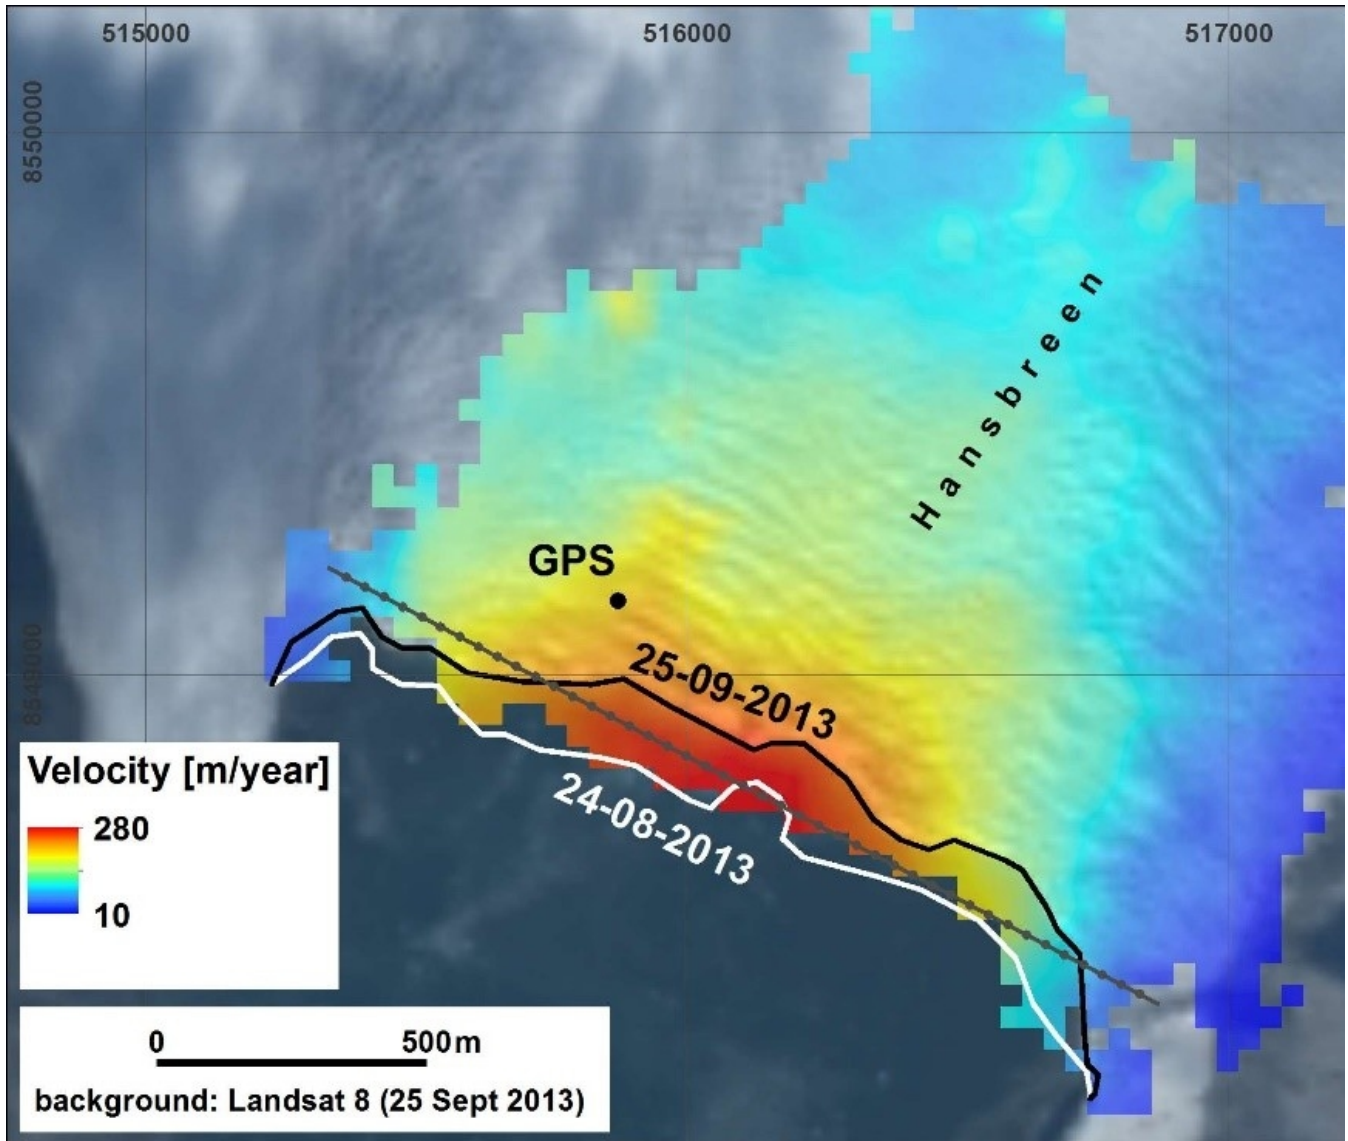 515000
516000
517000
8550000
Hansbreen
GPS
8549000
25-09-2013
24-08-2013
Velocity [m/year]
280
10
0 500m
background: Landsat 8 (25 Sept 2013)